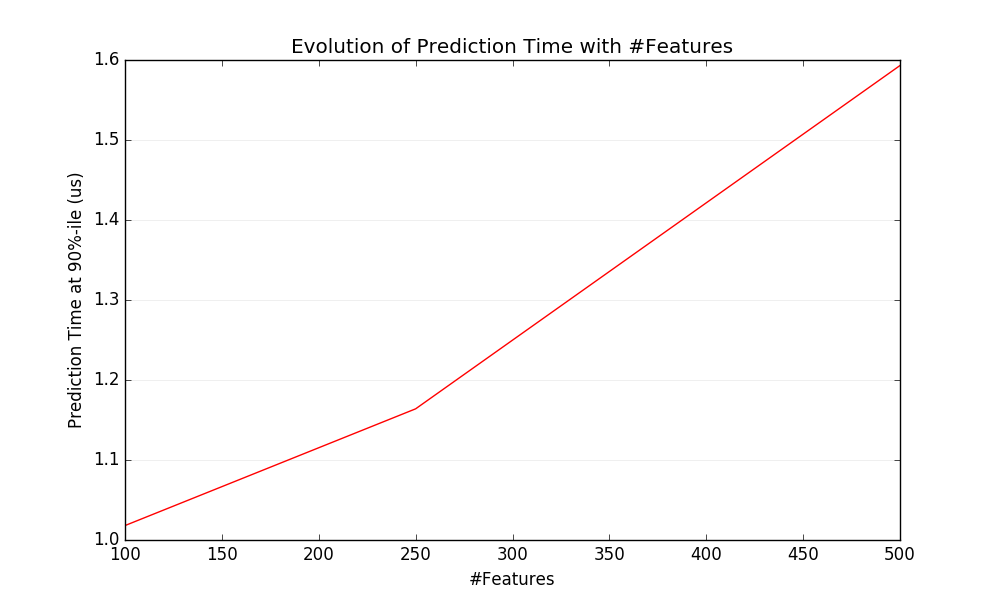 Evolution of Prediction Time with #Features
Prediction Time at 90%-ile (us)
1.6
1.5
1.4
1.3
1.2
1.1
1.0
100 150 200 250 300 350 400 450 500
#Features